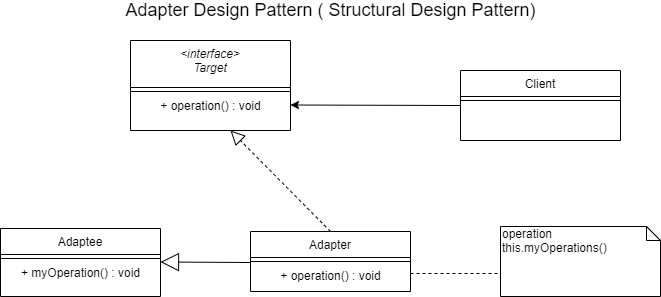 Adapter Design Pattern ( Structural Design Pattern)
<interface>
Target
+ operation() : void
Client
Adaptee
+ myOperation() : void
Adapter
+ operation() : void
operation
this.myOperations()